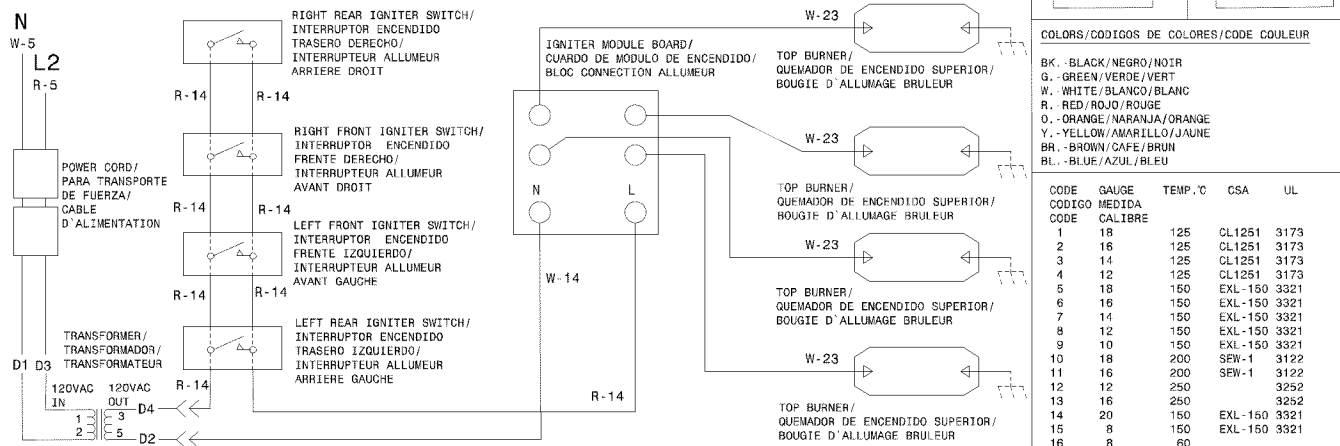 N
W-5
L2
R-5
POWER CORD/
PARA TRANSPORTE
DE FUERZA/
CABLE
D`ALIMENTATION
TRANSFORMER/
TRANSFORMADOR/
TRANSFORMATEUR
D1 D3
120VAC 120VAC
IN OUT
1 3
2 5
D4
D2
RIGHT REAR IGNITER SWITCH/
INTERRUPTOR ENCENDIDO
TRASERO DERECHO/
INTERRUPTEUR ALLUMEUR
ARRIERE DROIT
R-14 R-14
RIGHT FRONT IGNITER SWITCH/
INTERRUPTOR ENCENDIDO
FRENTE DERECHO/
INTERRUPTEUR ALLUMEUR
AVANT DROIT
R-14 R-14
LEFT FRONT IGNITER SWITCH/
INTERRUPTOR ENCENDIDO
FRENTE IZQUIERDO/
INTERRUPTEUR ALLUMEUR
AVANT GAUCHE
R-14 R-14
LEFT REAR IGNITER SWITCH/
INTERRUPTOR ENCENDIDO
TRASERO IZQUIERDO/
INTERRUPTEUR ALLUMEUR
ARRIERE GAUCHE
R-14
IGNITER MODULE BOARD/
CUARDO DE MODULO DE ENCENDIDO/
BLOC CONNECTION ALLUMEUR
N L
W-14
R-14
W-23
TOP BURNER/
QUEMADOR DE ENCENDIDO SUPERIOR/
BOUGIE D`ALLUMAGE BRULEUR
W-23
TOP BURNER/
QUEMADOR DE ENCENDIDO SUPERIOR/
BOUGIE D`ALLUMAGE BRULEUR
W-23
TOP BURNER/
QUEMADOR DE ENCENDIDO SUPERIOR/
BOUGIE D`ALLUMAGE BRULEUR
W-23
TOP BURNER/
QUEMADOR DE ENCENDIDO SUPERIOR/
BOUGIE D`ALLUMAGE BRULEUR
COLORS/CODIGOS DE COLORES/CODE COULEUR
BK.-BLACK/NEGRO/NOIR
G.-GREEN/VERDE/VERT
W.-WHITE/BLANCO/BLANC
R.-RED/ROJO/ROUGE
O.-ORANGE/NARANJA/ORANGE
Y.-YELLOW/AMARILLO/JAUNE
BR.-BROWN/CAFE/BRUN
BL.-BLUE/AZUL/BLEU
CODE GAUGE TEMP.°C CSA UL
CODIGO MEDIDA
CODE CALIBRE
1 18 125 CL1251 3173
2 16 125 CL1251 3173
3 14 125 CL1251 3173
4 12 125 CL1251 3173
5 18 150 EXL-150 3321
6 16 150 EXL-150 3321
7 14 150 EXL-150 3321
8 12 150 EXL-150 3321
9 10 150 EXL-150 3321
10 18 200 SEW-1 3122
11 16 200 SEW-1 3122
12 12 250 3252
13 16 250 3252
14 20 150 EXL-150 3321
15 8 150 EXL-150 3321
16 8 60